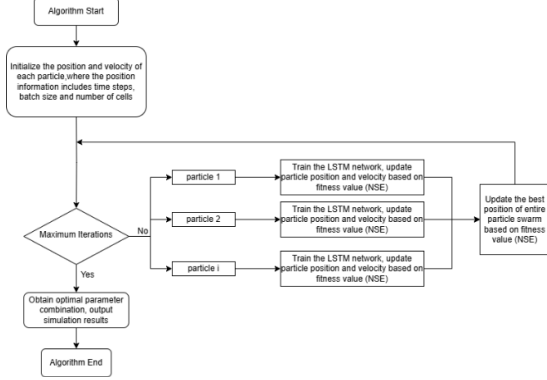 Algorithm Start
Initialize the position and velocity of
each particle,where the position
information includes time steps,
batch size and number of cells
Maximum Iterations
No
Yes
particle 1
Train the LSTM network, update
particle position and velocity based on
fitness value (NSE)
particle 2
Train the LSTM network, update
particle position and velocity based on
fitness value (NSE)
particle i
Train the LSTM network, update
particle position and velocity based on
fitness value (NSE)
Update the best
position of entire
particle swarm
based on fitness
value (NSE)
Obtain optimal parameter
combination, output
simulation results
Algorithm End